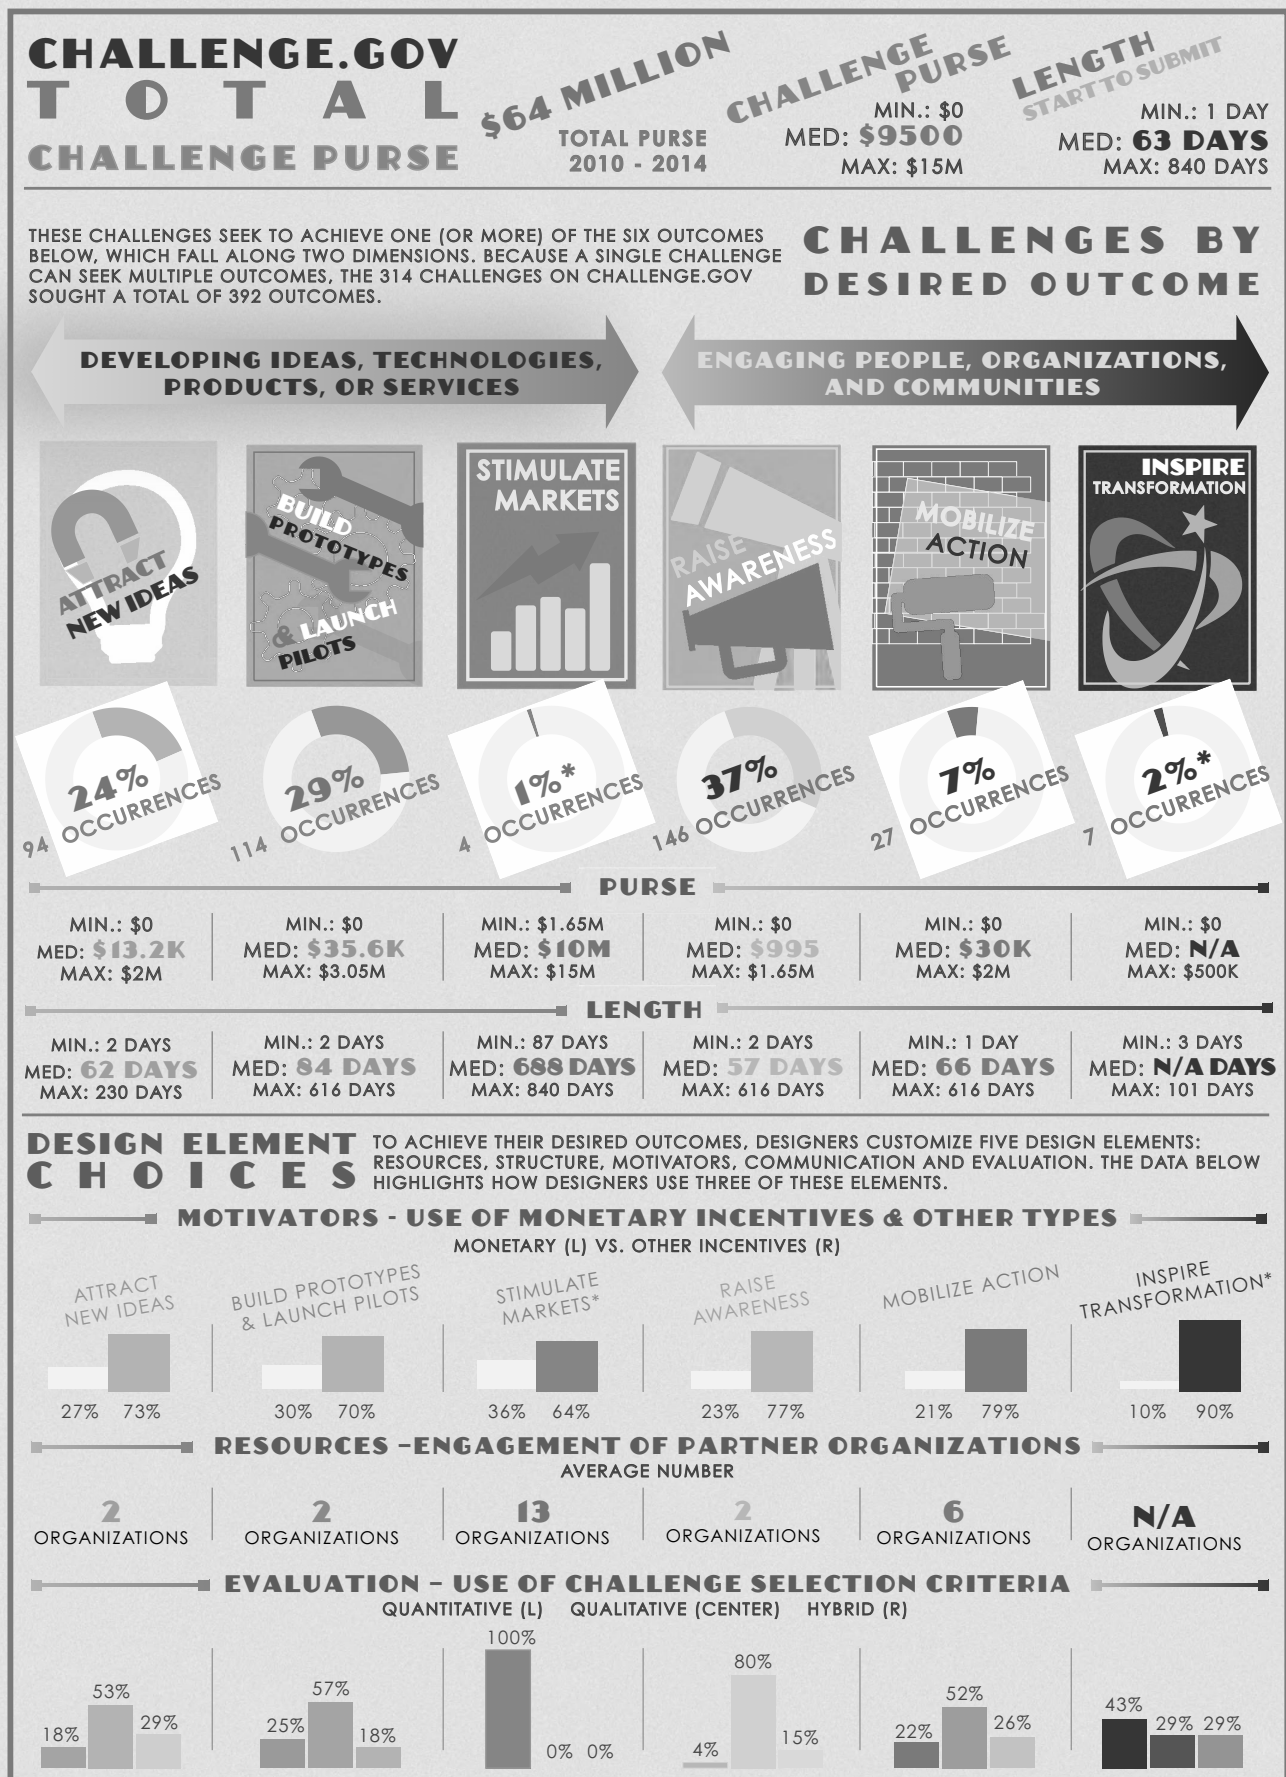 CHALLENGE.GOV
TOTAL
CHALLENGE PURSE
$64 MILLION
TOTAL PURSE
2010 - 2014
CHALLENGE
PURSE
MIN.: $0
MED: $9500
MAX: $15M
LENGTH
START TO SUBMIT
MIN.: 1 DAY
MED: 63 DAYS
MAX: 840 DAYS
THESE CHALLENGES SEEK TO ACHIEVE ONE (OR MORE) OF THE SIX OUTCOMES
BELOW, WHICH FALL ALONG TWO DIMENSIONS. BECAUSE A SINGLE CHALLENGE
CAN SEEK MULTIPLE OUTCOMES, THE 314 CHALLENGES ON CHALLENGE.GOV
SOUGHT A TOTAL OF 392 OUTCOMES.
CHALLENGES BY
DESIRED OUTCOME
DEVELOPING IDEAS, TECHNOLOGIES,
PRODUCTS, OR SERVICES
ENGAGING PEOPLE, ORGANIZATIONS,
AND COMMUNITIES
ATTRACT
NEW IDEAS
BUILD
PROTOTYPES
& LAUNCH
PILOTS
STIMULATE
MARKETS
RAISE
AWARENESS
MOBILIZE
ACTION
INSPIRE
TRANSFORMATION
24%
94 OCCURRENCES
29%
114 OCCURRENCES
1%*
4 OCCURRENCES
37%
146 OCCURRENCES
7%
27 OCCURRENCES
2%*
7 OCCURRENCES
PURSE
MIN.: $0
MED: $13.2K
MAX: $2M
MIN.: $0
MED: $35.6K
MAX: $3.05M
MIN.: $1.65M
MED: $10M
MAX: $15M
MIN.: $0
MED: $995
MAX: $1.65M
MIN.: $0
MED: $30K
MAX: $2M
MIN.: $0
MED: N/A
MAX: $500K
LENGTH
MIN.: 2 DAYS
MED: 62 DAYS
MAX: 230 DAYS
MIN.: 2 DAYS
MED: 84 DAYS
MAX: 616 DAYS
MIN.: 87 DAYS
MED: 688 DAYS
MAX: 840 DAYS
MIN.: 2 DAYS
MED: 57 DAYS
MAX: 616 DAYS
MIN.: 1 DAY
MED: 66 DAYS
MAX: 616 DAYS
MIN.: 3 DAYS
MED: N/A DAYS
MAX: 101 DAYS
DESIGN ELEMENT
CHOICES
TO ACHIEVE THEIR DESIRED OUTCOMES, DESIGNERS CUSTOMIZE FIVE DESIGN ELEMENTS:
RESOURCES, STRUCTURE, MOTIVATORS, COMMUNICATION AND EVALUATION. THE DATA BELOW
HIGHLIGHTS HOW DESIGNERS USE THREE OF THESE ELEMENTS.
MOTIVATORS - USE OF MONETARY INCENTIVES & OTHER TYPES
MONETARY (L) VS. OTHER INCENTIVES (R)
ATTRACT
NEW IDEAS
27% 73%
BUILD PROTOTYPES
& LAUNCH PILOTS
30% 70%
STIMULATE
MARKETS*
36% 64%
RAISE
AWARENESS
23% 77%
MOBILIZE ACTION
21% 79%
INSPIRE
TRANSFORMATION*
10% 90%
RESOURCES –ENGAGEMENT OF PARTNER ORGANIZATIONS
AVERAGE NUMBER
2
ORGANIZATIONS
2
ORGANIZATIONS
13
ORGANIZATIONS
2
ORGANIZATIONS
6
ORGANIZATIONS
N/A
ORGANIZATIONS
EVALUATION – USE OF CHALLENGE SELECTION CRITERIA
QUANTITATIVE (L) QUALITATIVE (CENTER) HYBRID (R)
18% 53% 29%
25% 57% 18%
100% 0% 0%
4% 80% 15%
22% 52% 26%
43% 29% 29%